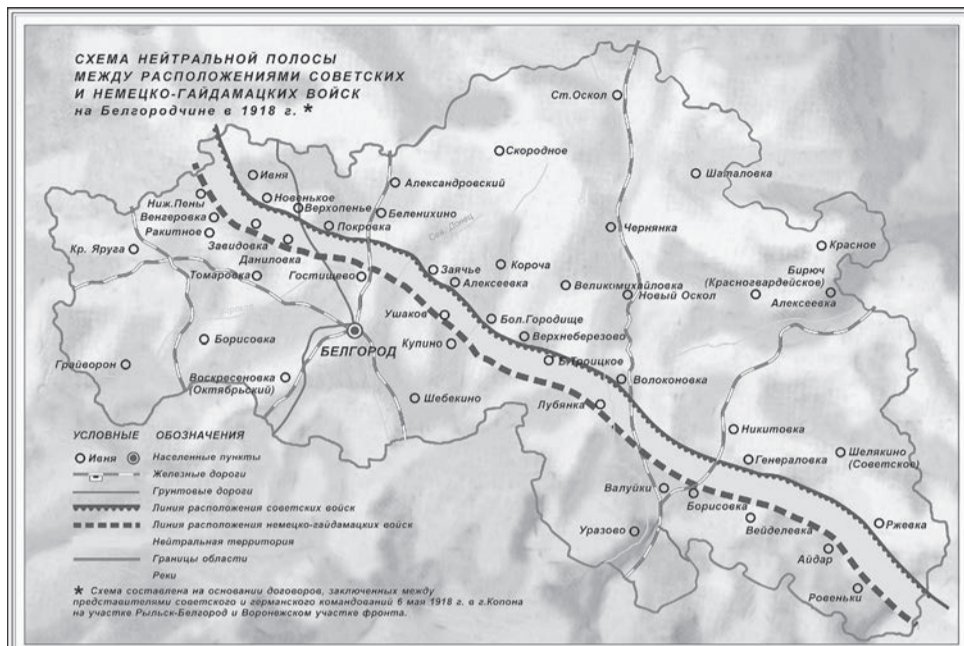 СХЕМА НЕЙТРАЛЬНОЙ ПОЛОСЫ
МЕЖДУ РАСПОЛОЖЕНИЯМИ СОВЕТСКИХ
И НЕМЕЦКО-ГАЙДАМАЦКИХ ВОЙСК
на Белгородчине в 1918 г. *
Ст.Оскол
Скородное
Шаталовка
Ивня
Александровский
Ниж.Пены
Новенькое
Верхопенье
Беленихино
Венгеровка
Ракитное
Покровка
Сев. Донец
Чернянка
Завидовка
Кр. Яруга
Даниловка
Красное
Томаровка
Гостищево
Заячье
Короча
Алексеевка
Великомихайловка
Новый Оскол
Бирюч
(Красногвардейское)
Алексеевка
Ушаков
Бол.Городище
БЕЛГОРОД
Купино
Верхнеберезово
Борисовка
Грайворон
Б.Троицкое
Воскресеновка
(Октябрьский)
Волоконовка
Шебекино
Лубянка
Никитовка
Генераловка
Шелякино
(Советское)
Валуйки
Борисовка
Уразово
Вейделевка
Ржевка
Айдар
Ровеньки
УСЛОВНЫЕ ОБОЗНАЧЕНИЯ
Ивня Населенные пункты
Железные дороги
Грунтовые дороги
Линия расположения советских войск
Линия расположения немецко-гайдамацких войск
Нейтральная территория
Границы области
Реки
* Схема составлена на основании договоров, заключенных между
представителями советского и германского командований 6 мая 1918 г. в г.Копона
на участке Рыльск-Белгород и Воронежском участке фронта.